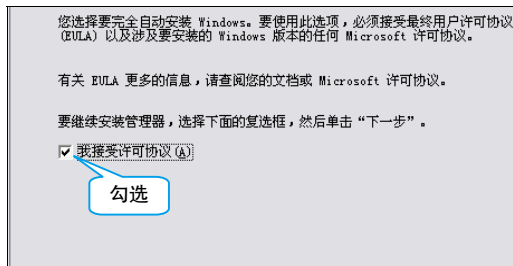 您选择要完全自动安装 Windows。要使用此选项，必须接受最终用户许可协议
(EULA) 以及涉及要安装的 Windows 版本的任何 Microsoft 许可协议。
有关 EULA 更多的信息，请查阅您的文档或 Microsoft 许可协议。
要继续安装管理器，选择下面的复选框，然后单击“下一步”。
我接受许可协议(A)
勾选